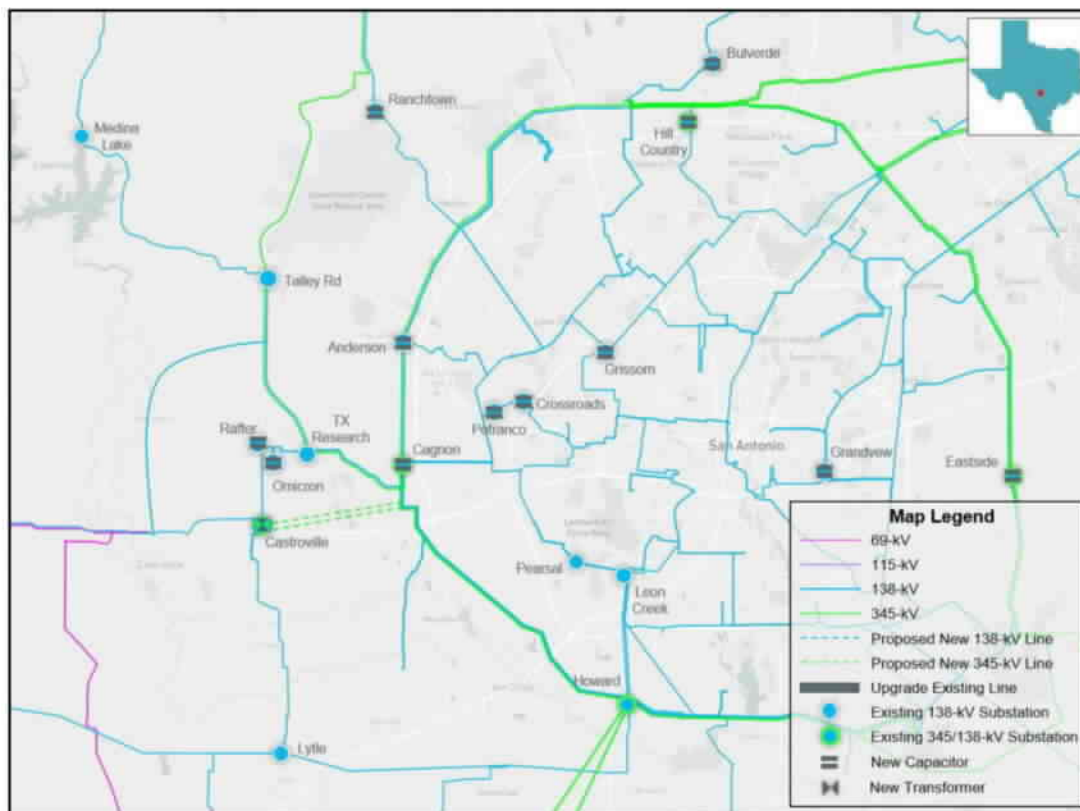 Bulverde
Ranchtown
Medina
Lake
Hill
Country
Talley Rd
Anderson
Grissom
Crossroads
Potranco
TX
Research
Raffer
Cagnon
San Antonio
Grandview
Eastside
Omicron
Castroville
Pearsal
Leon
Creek
Howard
Lytle
Map Legend
69-kV
115-kV
138-kV
345-kV
Proposed New 138-kV Line
Proposed New 345-kV Line
Upgrade Existing Line
Existing 138-kV Substation
Existing 345/138-kV Substation
New Capacitor
New Transformer